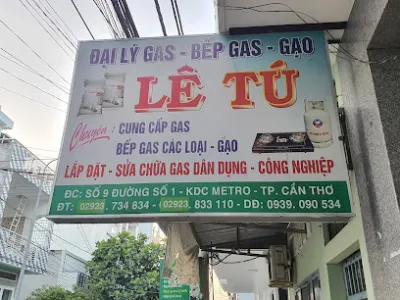 ĐẠI LÝ GAS - BẾP GAS - GẠO
LÊ TÚ
Chuyên : CUNG CẤP GAS
BẾP GAS CÁC LOẠI - GẠO
LẮP ĐẶT - SỬA CHỮA GAS DÂN DỤNG - CÔNG NGHIỆP
ĐC: SỐ 9 ĐƯỜNG SỐ 1 - KDC METRO - TP. CẦN THƠ
ĐT: 02923. 734 834 - 02923. 833 110 - DĐ: 0939. 090 534